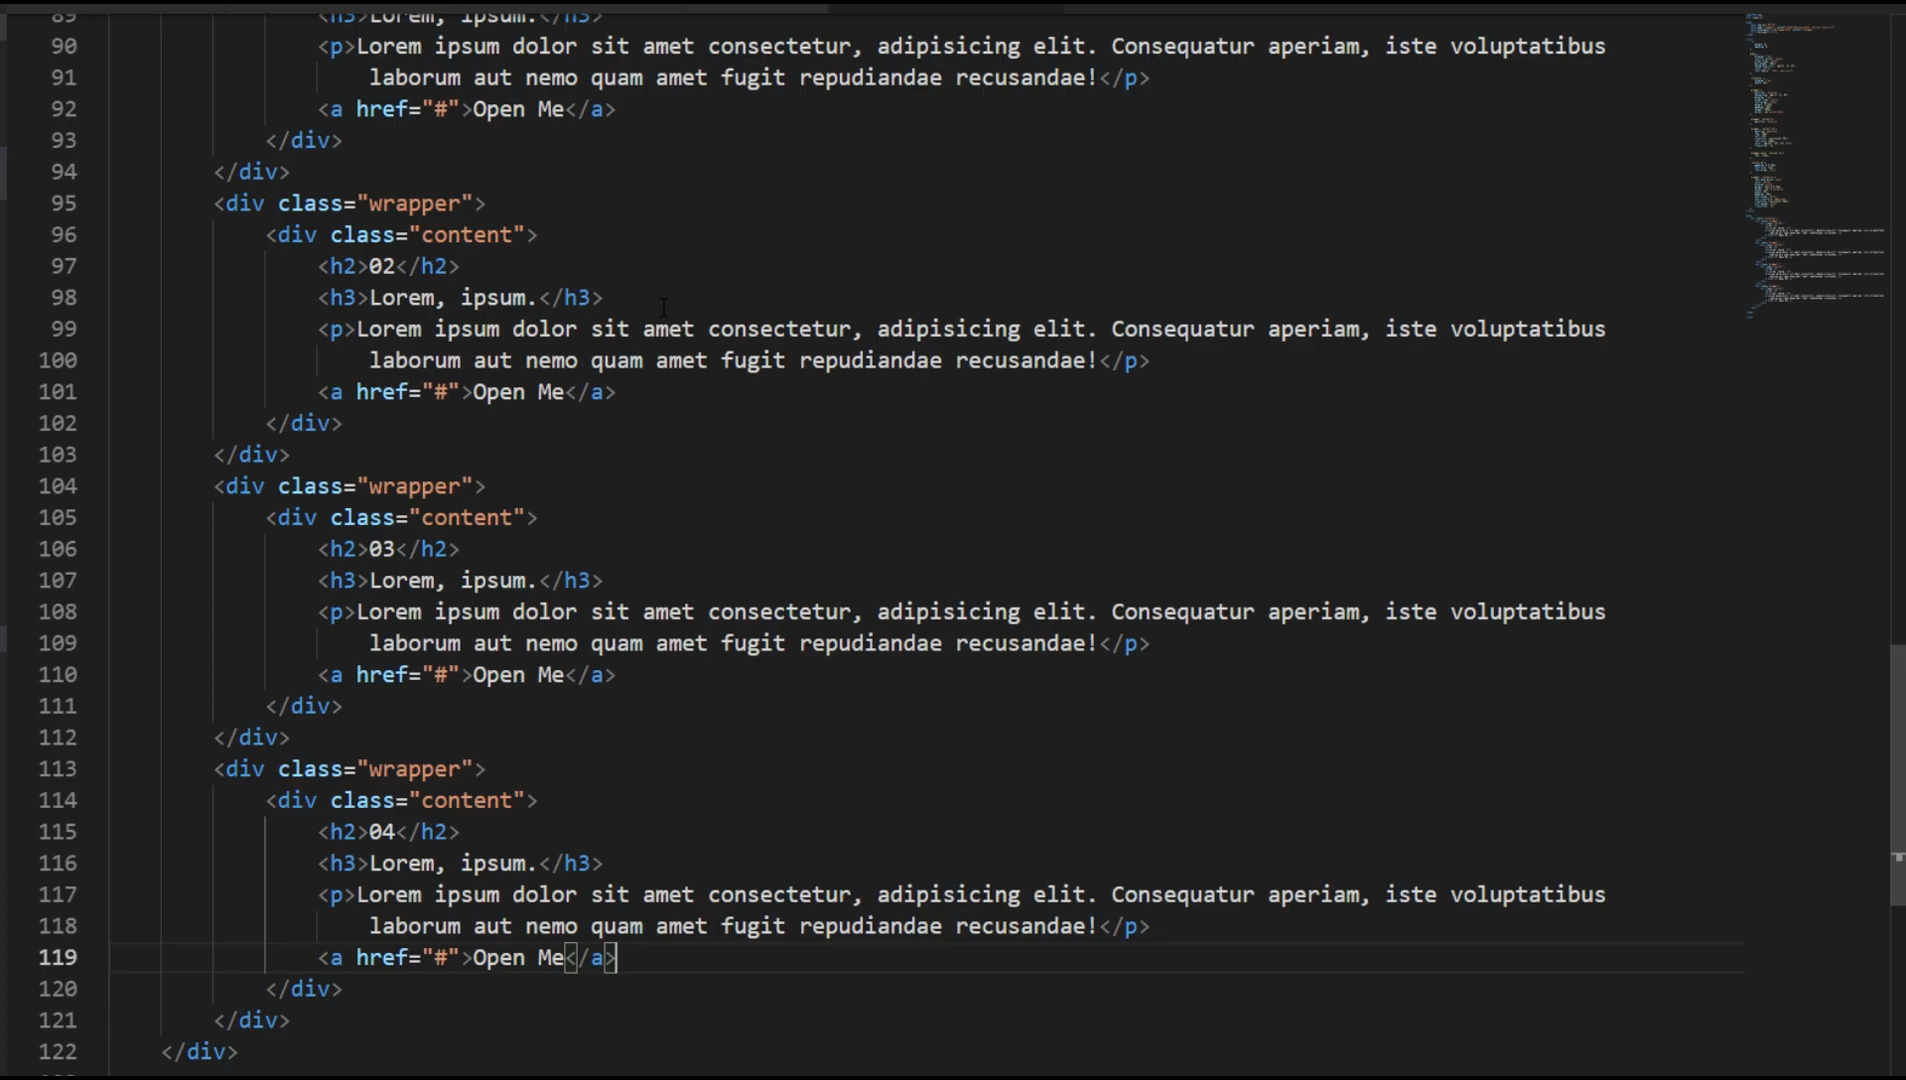 89 <h3>Lorem, ipsum.</h3>
90 <p>Lorem ipsum dolor sit amet consectetur, adipisicing elit. Consequatur aperiam, iste voluptatibus
91 laborum aut nemo quam amet fugit repudiandae recusandae!</p>
92 <a href="#">Open Me</a>
93 </div>
94 </div>
95 <div class="wrapper">
96 <div class="content">
97 <h2>02</h2>
98 <h3>Lorem, ipsum.</h3>
99 <p>Lorem ipsum dolor sit amet consectetur, adipisicing elit. Consequatur aperiam, iste voluptatibus
100 laborum aut nemo quam amet fugit repudiandae recusandae!</p>
101 <a href="#">Open Me</a>
102 </div>
103 </div>
104 <div class="wrapper">
105 <div class="content">
106 <h2>03</h2>
107 <h3>Lorem, ipsum.</h3>
108 <p>Lorem ipsum dolor sit amet consectetur, adipisicing elit. Consequatur aperiam, iste voluptatibus
109 laborum aut nemo quam amet fugit repudiandae recusandae!</p>
110 <a href="#">Open Me</a>
111 </div>
112 </div>
113 <div class="wrapper">
114 <div class="content">
115 <h2>04</h2>
116 <h3>Lorem, ipsum.</h3>
117 <p>Lorem ipsum dolor sit amet consectetur, adipisicing elit. Consequatur aperiam, iste voluptatibus
118 laborum aut nemo quam amet fugit repudiandae recusandae!</p>
119 <a href="#">Open Me</a>
120 </div>
121 </div>
122 </div>